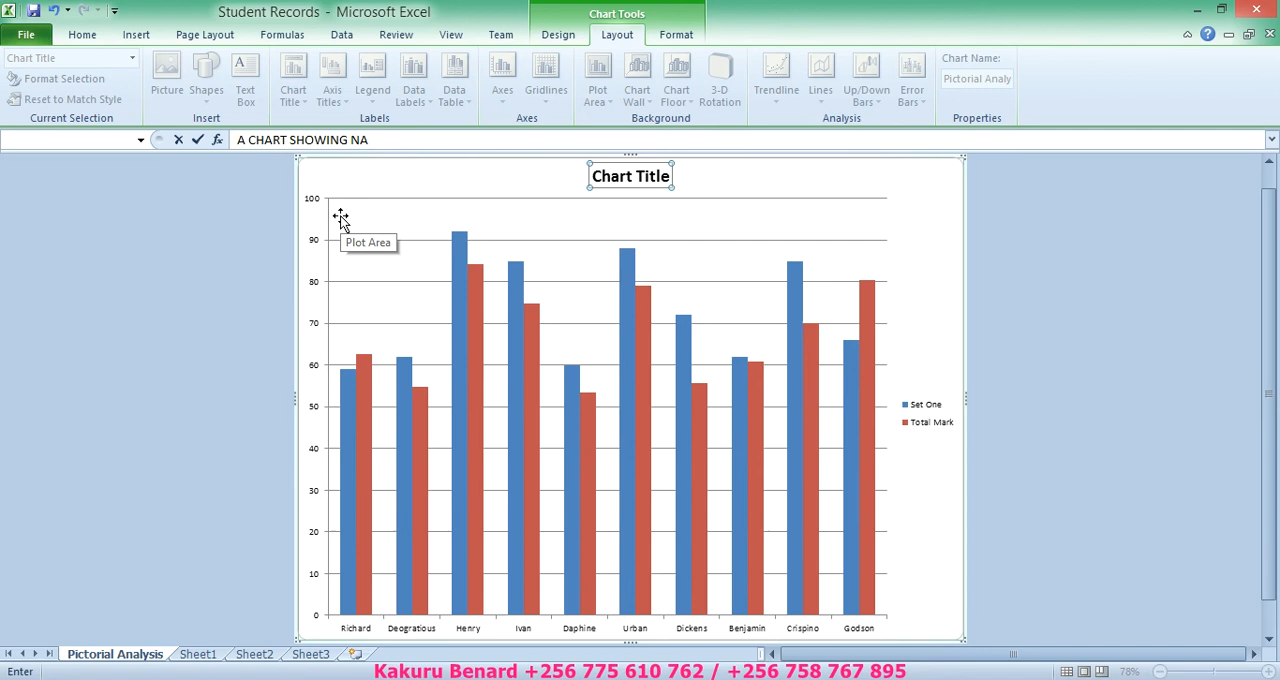 Student Records - Microsoft Excel
Chart Tools
File Home Insert Page Layout Formulas Data Review View Team Design Layout Format
Chart Title
Format Selection
Reset to Match Style
Current Selection
Picture Shapes Text Box
Insert
Chart Title Axis Titles Legend Data Labels Data Table
Labels
Axes Gridlines
Axes
Plot Area Chart Wall Chart Floor 3-D Rotation
Background
Trendline Lines Up/Down Bars Error Bars
Analysis
Chart Name:
Pictorial Analy
Properties
fx A CHART SHOWING NA
Chart Title
100
90
80
70
60
50
40
30
20
10
0
Plot Area
Set One
Total Mark
Richard Deogratious Henry Ivan Daphine Urban Dickens Benjamin Crispino Godson
Pictorial Analysis Sheet1 Sheet2 Sheet3
Enter
78%
Kakuru Benard +256 775 610 762 / +256 758 767 895